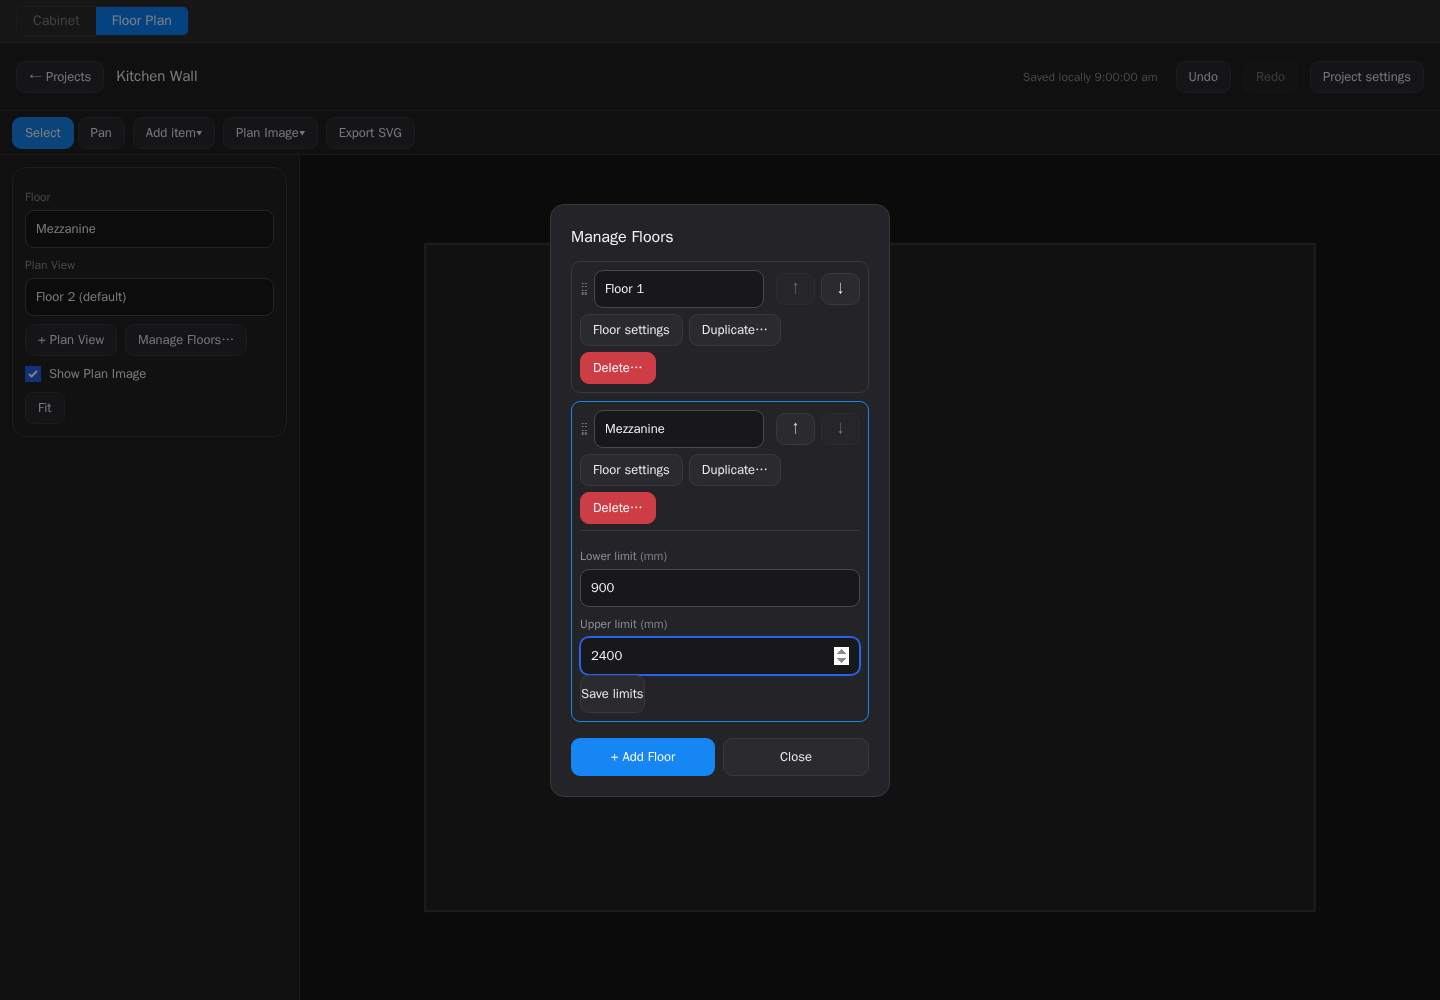 Cabinet Floor Plan
← Projects Kitchen Wall Saved locally 9:00:00 am Undo Redo Project settings
Select Pan Add item▾ Plan Image▾ Export SVG
Floor
Mezzanine
Plan View
Floor 2 (default)
+ Plan View Manage Floors…
Show Plan Image
Fit
Manage Floors
Floor 1 ↑ ↓
Floor settings Duplicate…
Delete…
Mezzanine ↑ ↓
Floor settings Duplicate…
Delete…
Lower limit (mm)
900
Upper limit (mm)
2400
Save limits
+ Add Floor Close